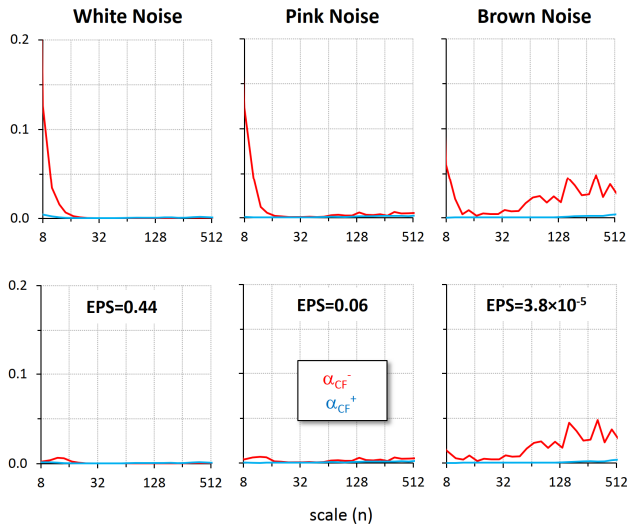 White Noise Pink Noise Brown Noise
0.2
0.1
0.0
8 32 128 512 8 32 128 512 8 32 128 512
0.2 EPS=0.44 EPS=0.06 EPS=3.8×10⁻⁵
0.1
α_CF⁻
α_CF⁺
0.0
8 32 128 512 8 32 128 512 8 32 128 512
scale (n)